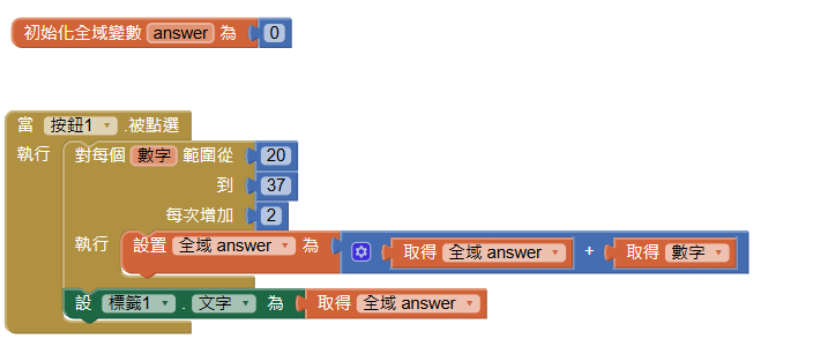 初始化全域變數 answer 為 0
當 按鈕1 .被點選
執行 對每個 數字 範圍從 20
到 37
每次增加 2
執行 設置 全域 answer 為 取得 全域 answer + 取得 數字
設 標籤1 . 文字 為 取得 全域 answer